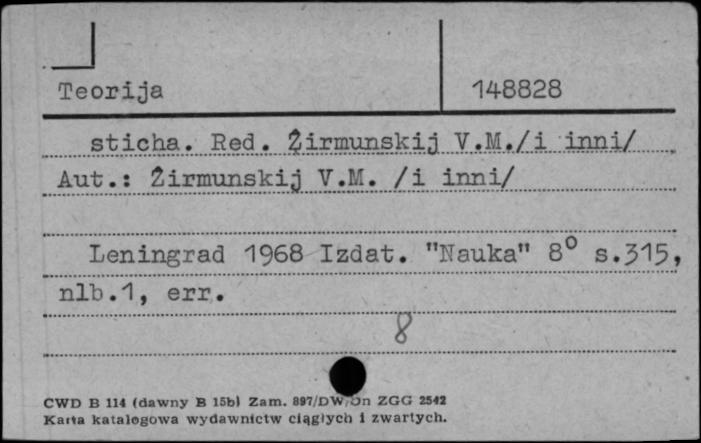 Teorija 148828
sticha. Red. Žirmunskij V.M./i inni/
Aut.: Žirmunskij V.M. /i inni/
Leningrad 1968 Izdat. "Nauka" 8° s.315,
nlb.1, err.
8
CWD B 114 (dawny B 15b) Zam. 897/DW/ ZGG 2542
Karta katalogowa wydawnictw ciągłych i zwartych.